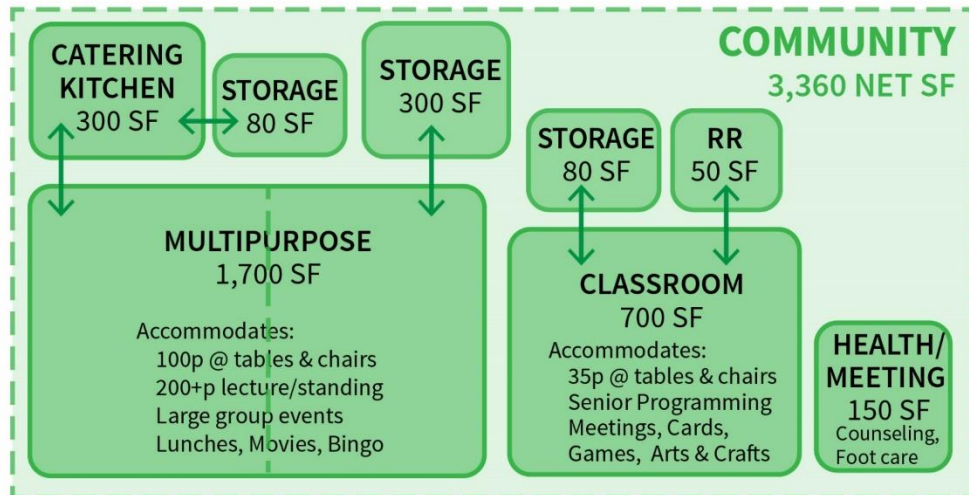 COMMUNITY
3,360 NET SF
CATERING
KITCHEN
300 SF
STORAGE
80 SF
STORAGE
300 SF
STORAGE
80 SF
RR
50 SF
MULTIPURPOSE
1,700 SF
Accommodates:
100p @ tables & chairs
200+p lecture/standing
Large group events
Lunches, Movies, Bingo
CLASSROOM
700 SF
Accommodates:
35p @ tables & chairs
Senior Programming
Meetings, Cards,
Games, Arts & Crafts
HEALTH/
MEETING
150 SF
Counseling,
Foot care